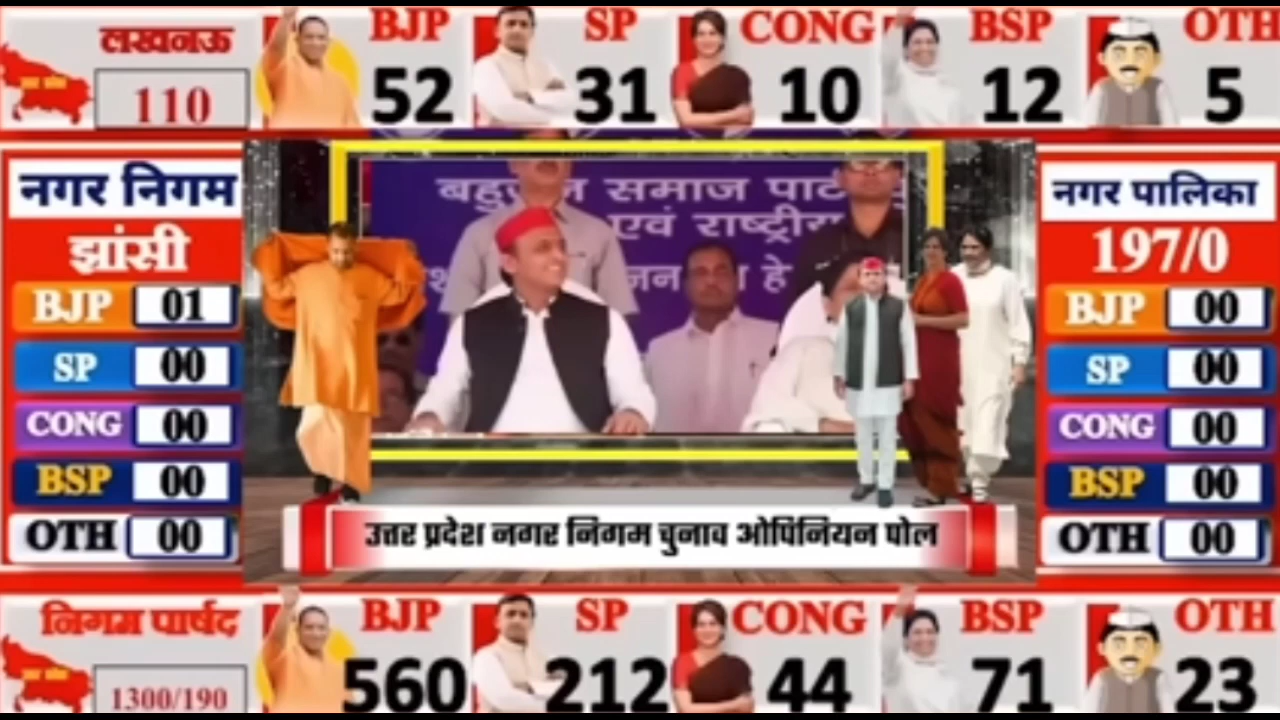 लखनऊ
110
BJP
52
SP
31
CONG
10
BSP
12
OTH
5
नगर निगम
झांसी
BJP 01
SP 00
CONG 00
BSP 00
OTH 00
बहुजन समाज
एवं राष्ट्रीय
जन हे
उत्तर प्रदेश नगर निगम चुनाव ओपिनियन पोल
नगर पालिका
197/0
BJP 00
SP 00
CONG 00
BSP 00
OTH 00
निगम पार्षद
1300/190
BJP
560
SP
212
CONG
44
BSP
71
OTH
23